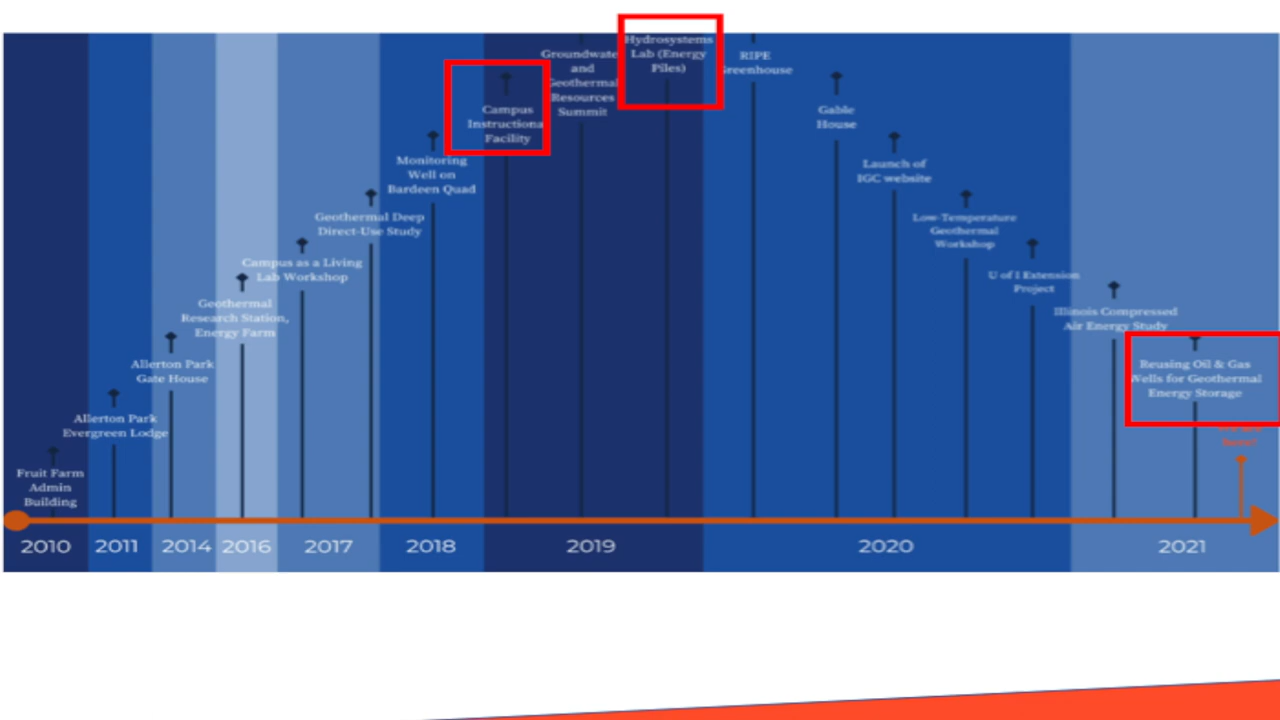 Fruit Farm
Admin
Building
Allerton Park
Evergreen Lodge
Allerton Park
Gate House
Geothermal
Research Station,
Energy Farm
Campus as a Living
Lab Workshop
Geothermal Deep
Direct-Use Study
Monitoring
Well on
Bardeen Quad
Campus
Instructiona
Facility
Groundwate
and
Geothermal
Resources
Summit
Hydrosystems
Lab (Energy
Piles)
RIPE
Greenhouse
Gable
House
Launch of
IGC website
Low-Temperature
Geothermal
Workshop
U of I Extension
Project
Illinois Compressed
Air Energy Study
Reusing Oil & Gas
Wells for Geothermal
Energy Storage
2010
2011
2014
2016
2017
2018
2019
2020
2021